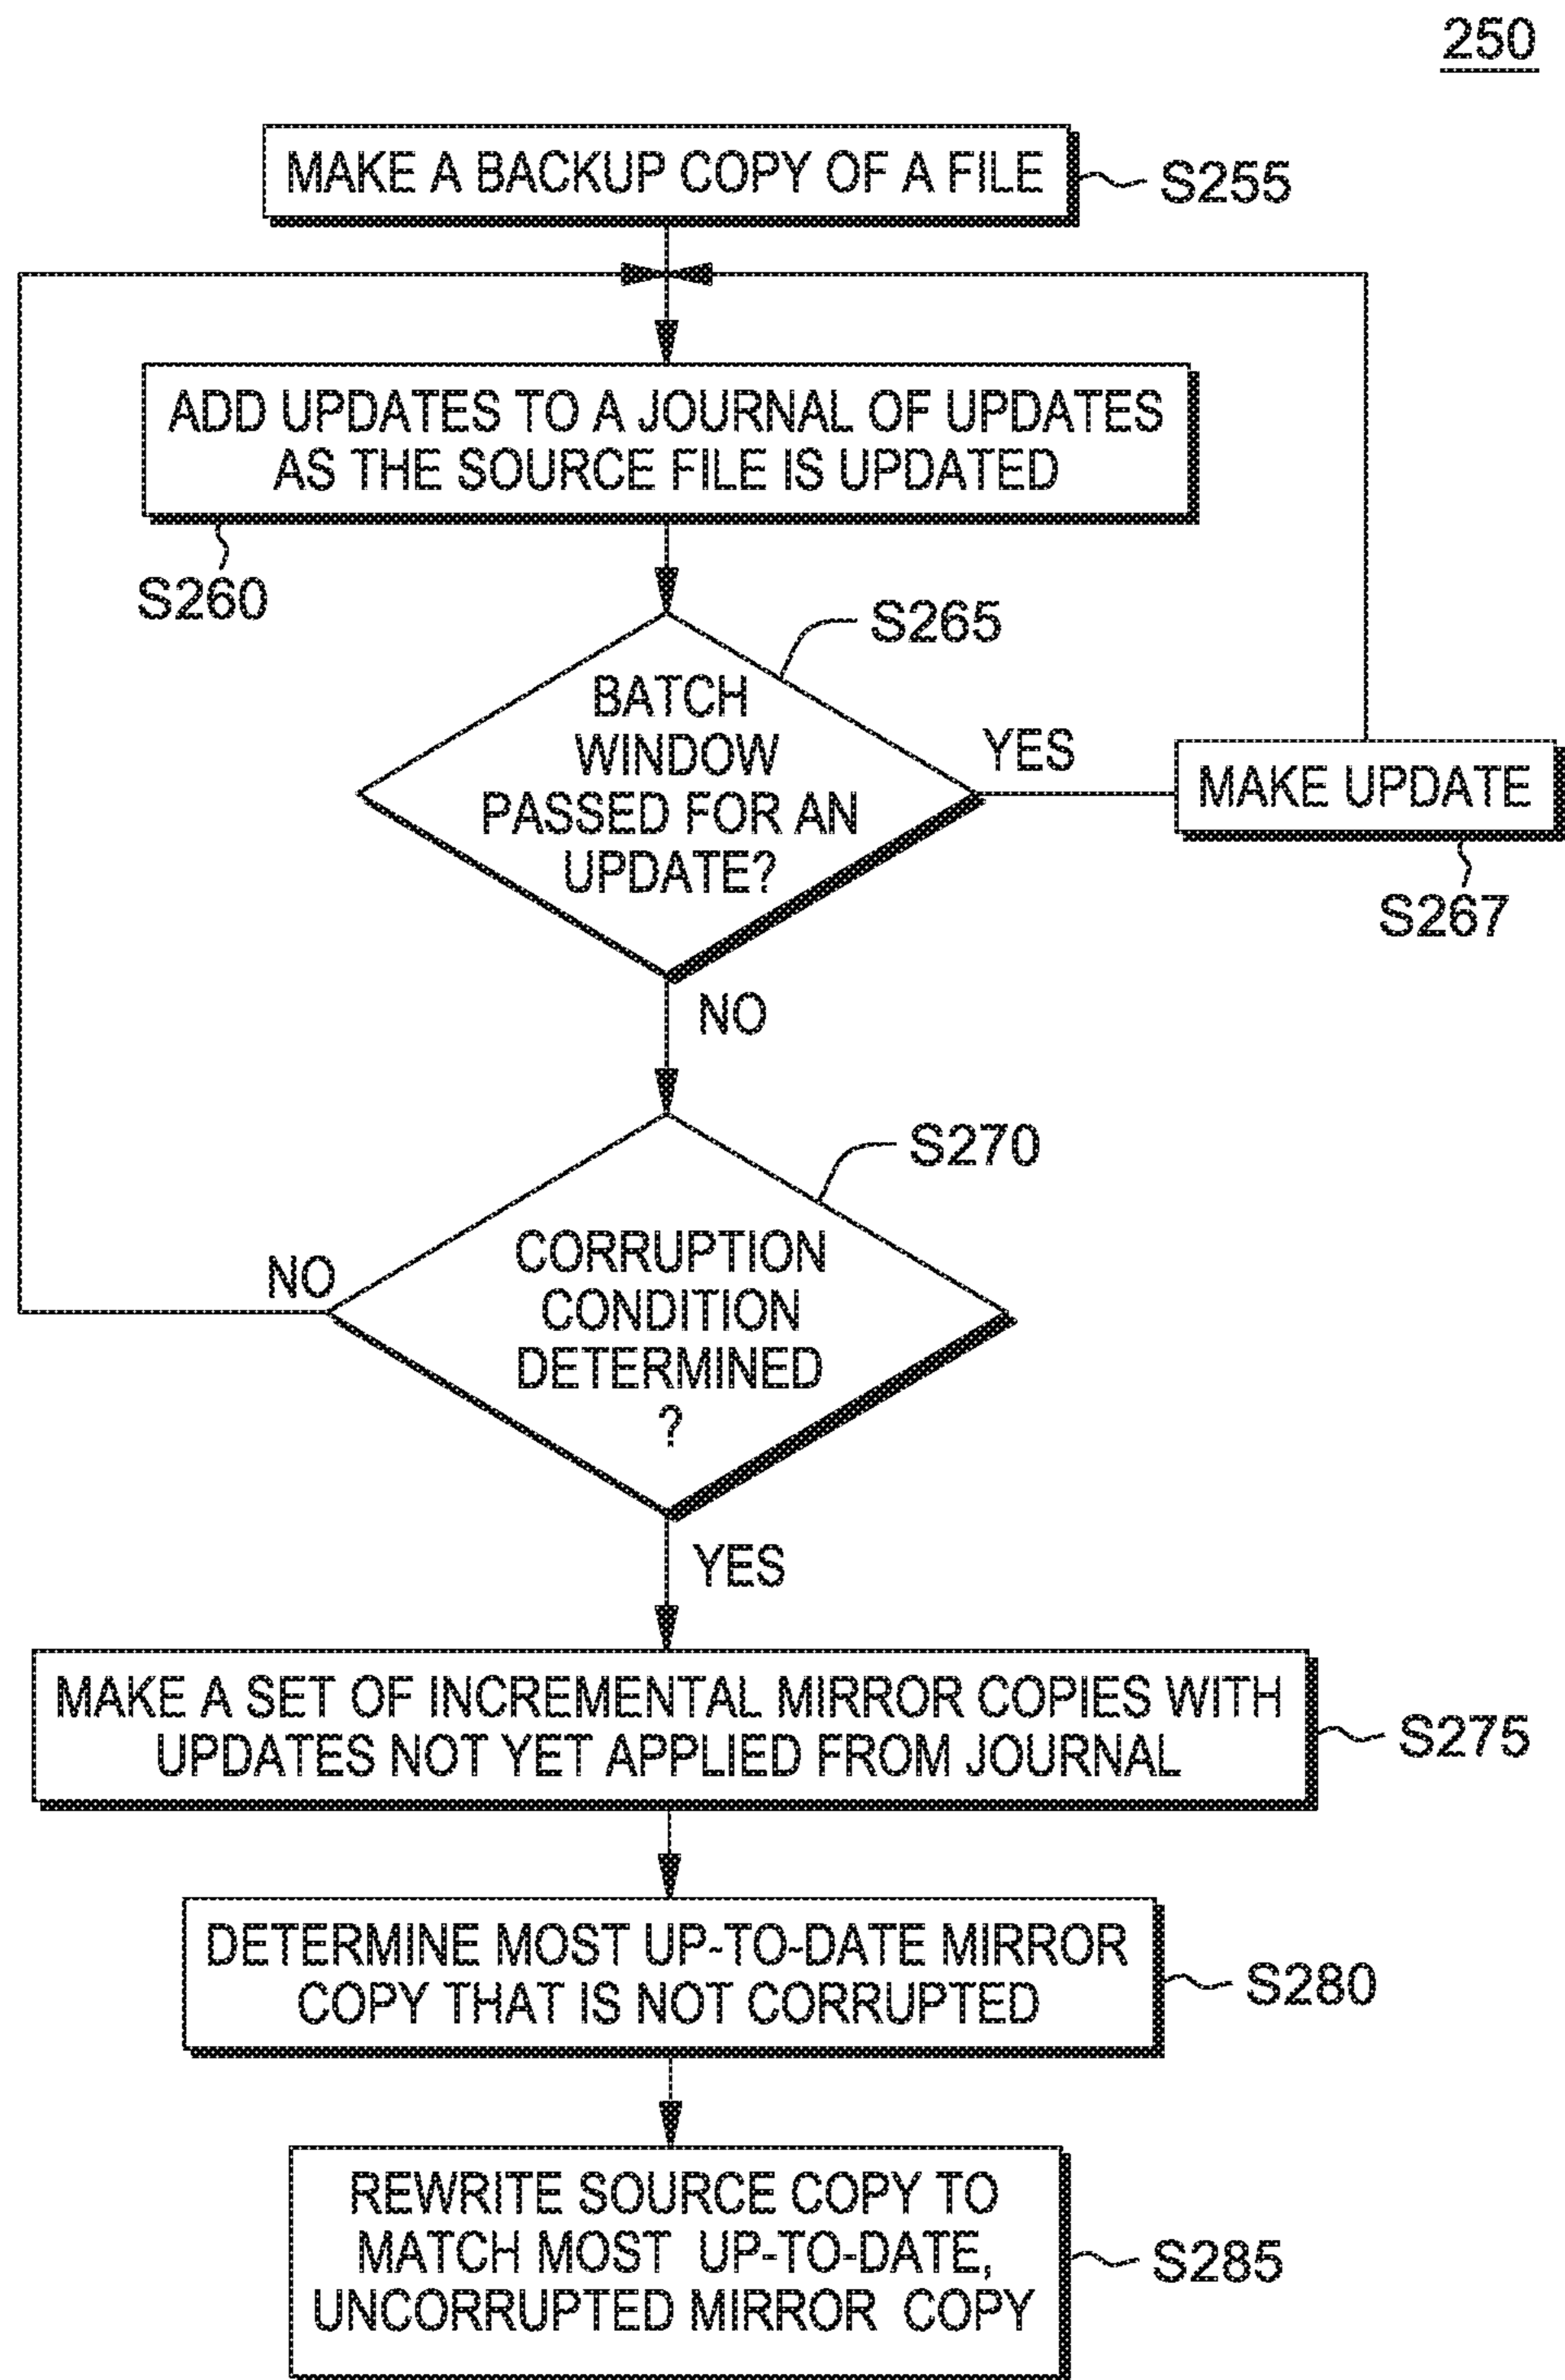 250
MAKE A BACKUP COPY OF A FILE
S255
ADD UPDATES TO A JOURNAL OF UPDATES
AS THE SOURCE FILE IS UPDATED
S260
S265
BATCH
WINDOW
PASSED FOR AN
UPDATE?
YES
MAKE UPDATE
S267
NO
S270
CORRUPTION
CONDITION
DETERMINED
?
NO
YES
MAKE A SET OF INCREMENTAL MIRROR COPIES WITH
UPDATES NOT YET APPLIED FROM JOURNAL
S275
DETERMINE MOST UP-TO-DATE MIRROR
COPY THAT IS NOT CORRUPTED
S280
REWRITE SOURCE COPY TO
MATCH MOST UP-TO-DATE,
UNCORRUPTED MIRROR COPY
S285